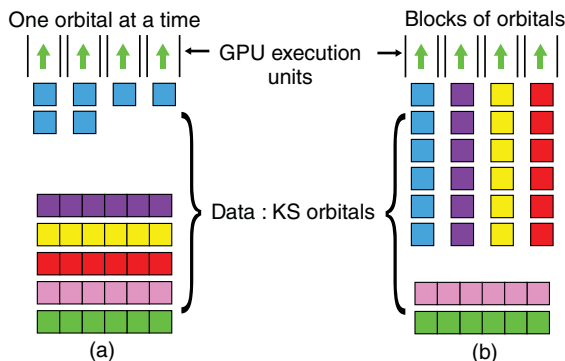 One orbital at a time
Blocks of orbitals
GPU execution
units
Data : KS orbitals
(a)
(b)